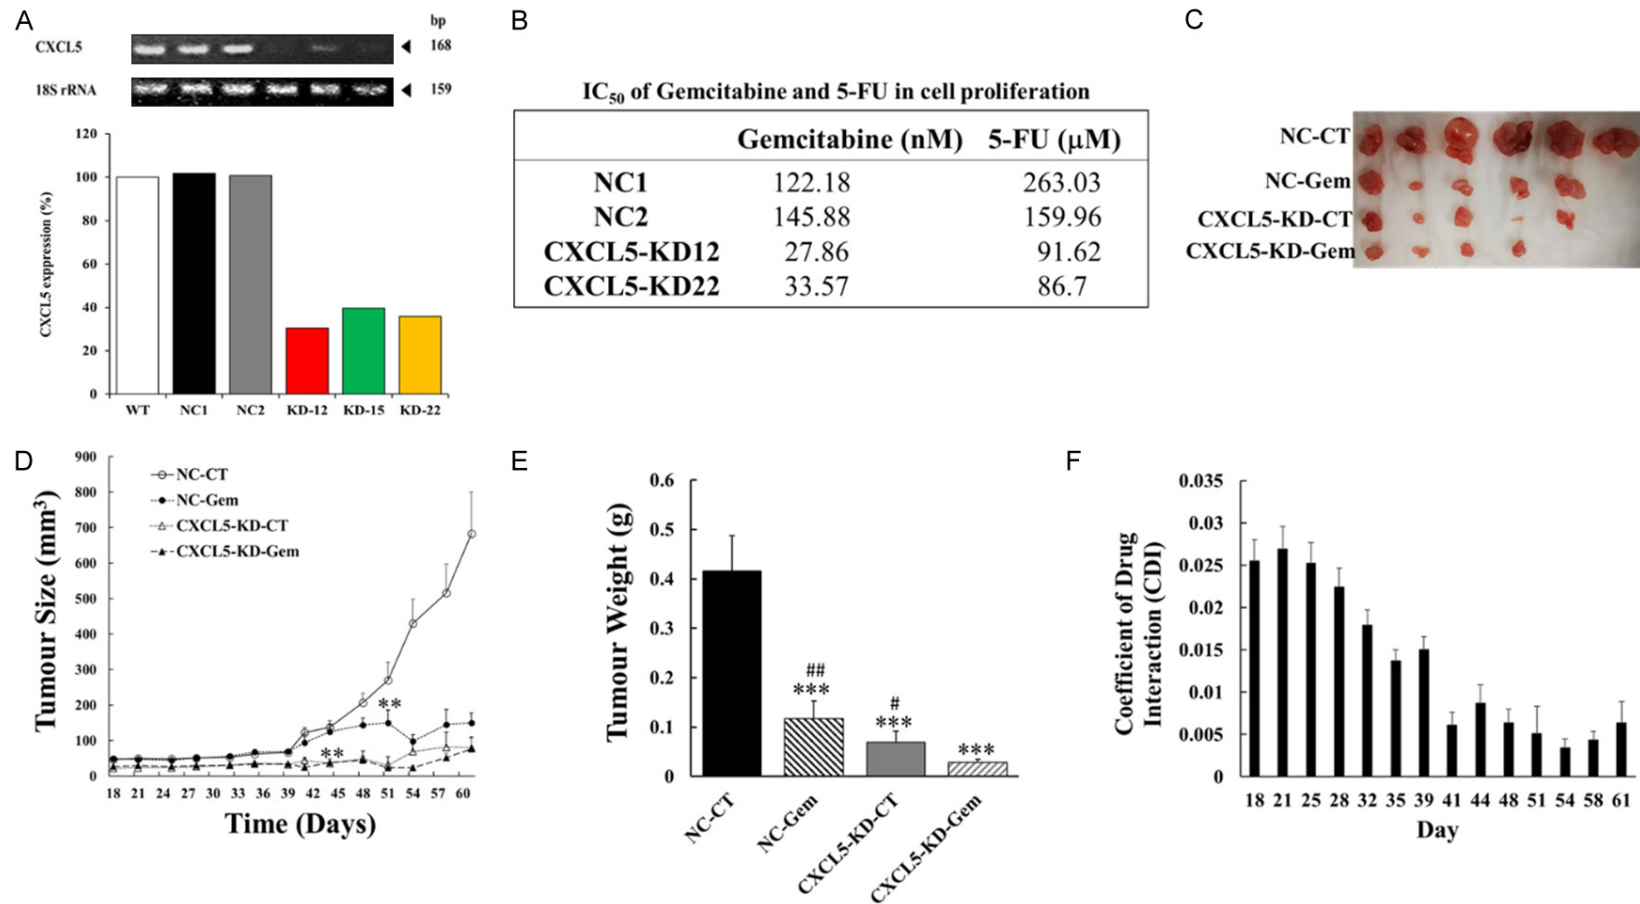 A
bp
CXCL5 168
18S rRNA 159
CXCL5 exppression (%)
120
100
80
60
40
20
0
WT NC1 NC2 KD-12 KD-15 KD-22
B
IC50 of Gemcitabine and 5-FU in cell proliferation
Gemcitabine (nM) 5-FU (µM)
NC1 122.18 263.03
NC2 145.88 159.96
CXCL5-KD12 27.86 91.62
CXCL5-KD22 33.57 86.7
C
NC-CT
NC-Gem
CXCL5-KD-CT
CXCL5-KD-Gem
D
Tumour Size (mm3)
900
800
700
600
500
400
300
200
100
0
NC-CT
NC-Gem
CXCL5-KD-CT
CXCL5-KD-Gem
**
**
18 21 24 27 30 33 36 39 42 45 48 51 54 57 60
Time (Days)
E
Tumour Weight (g)
0.6
0.5
0.4
0.3
0.2
0.1
0
##
***
#
***
***
NC-CT
NC-Gem
CXCL5-KD-CT
CXCL5-KD-Gem
F
Coefficient of Drug
Interaction (CDI)
0.035
0.03
0.025
0.02
0.015
0.01
0.005
0
18 21 25 28 32 35 39 41 44 48 51 54 58 61
Day